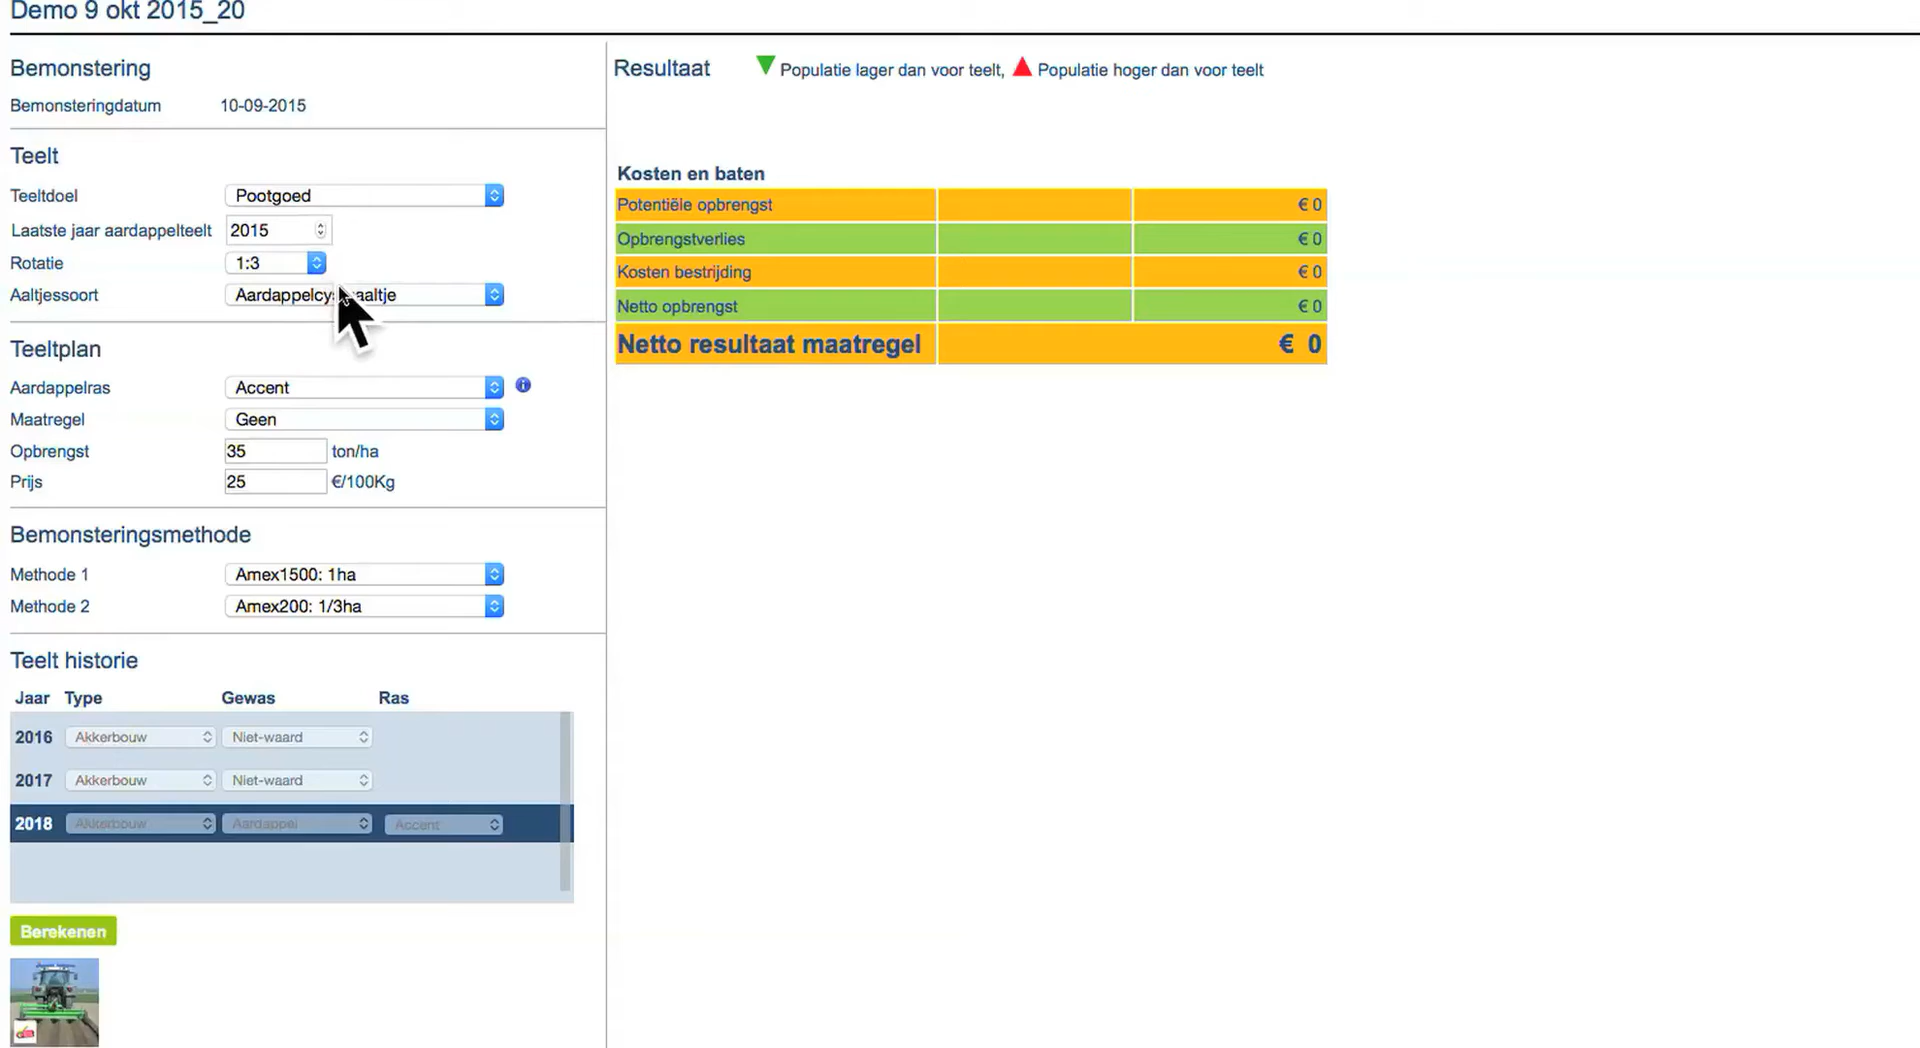 Demo 9 okt 2015_20
Bemonstering
Bemonsteringdatum 10-09-2015
Teelt
Teeltdoel Pootgoed
Laatste jaar aardappelteelt 2015
Rotatie 1:3
Aaltjessoort Aardappelcy aaltje
Teeltplan
Aardappelras Accent
Maatregel Geen
Opbrengst 35 ton/ha
Prijs 25 €/100Kg
Bemonsteringsmethode
Methode 1 Amex1500: 1ha
Methode 2 Amex200: 1/3ha
Teelt historie
Jaar Type Gewas Ras
2016 Akkerbouw Niet-waard
2017 Akkerbouw Niet-waard
2018 Akkerbouw Aardappel Accent
Berekenen
Resultaat Populatie lager dan voor teelt, Populatie hoger dan voor teelt
Kosten en baten
Potentiële opbrengst € 0
Opbrengstverlies € 0
Kosten bestrijding € 0
Netto opbrengst € 0
Netto resultaat maatregel € 0